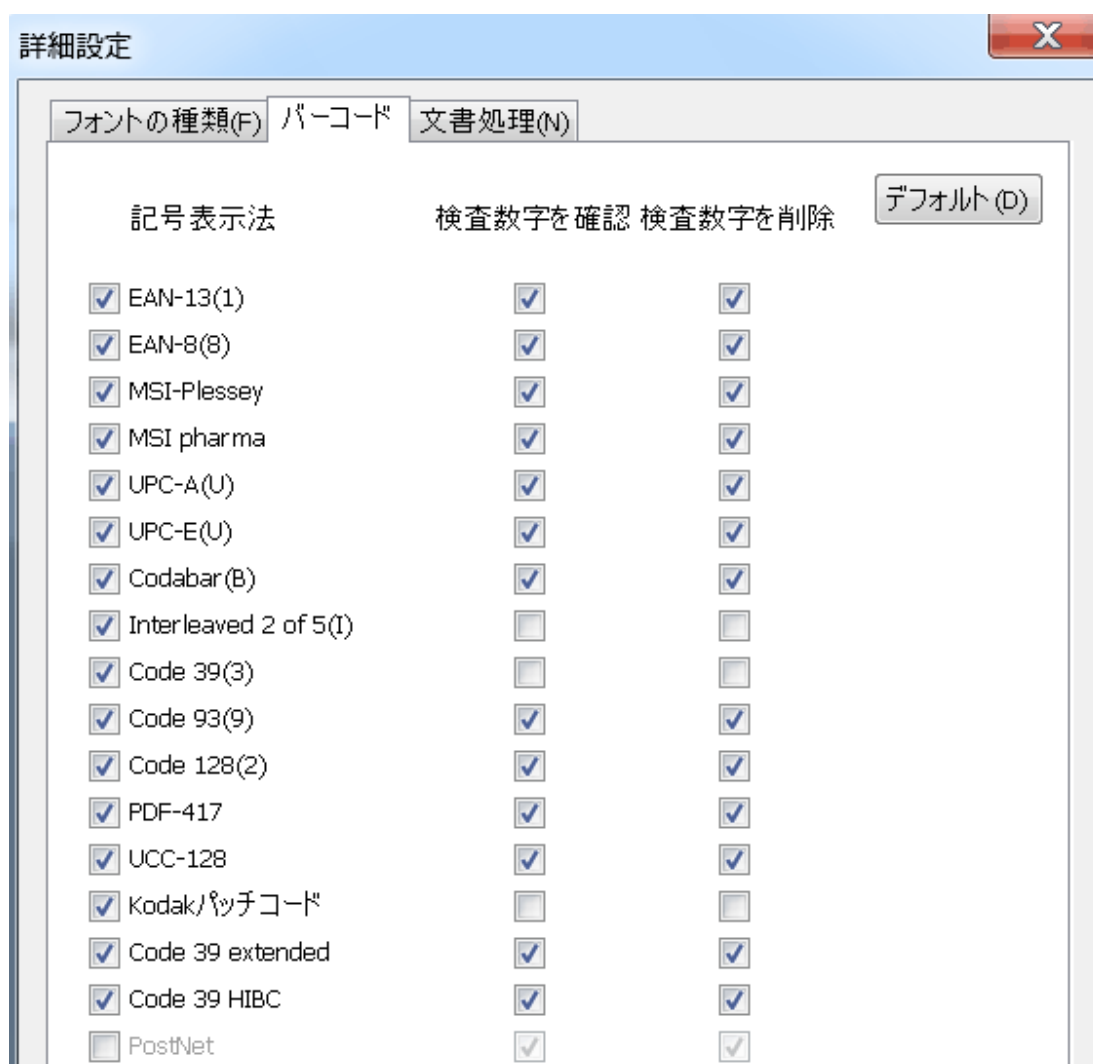 詳細設定
フォントの種類(F) バーコード 文書処理(N)
デフォルト(D)
記号表示法 検査数字を確認 検査数字を削除
EAN-13(1)
EAN-8(8)
MSI-Plessey
MSI pharma
UPC-A(U)
UPC-E(U)
Codabar(B)
Interleaved 2 of 5(I)
Code 39(3)
Code 93(9)
Code 128(2)
PDF-417
UCC-128
Kodakパッチコード
Code 39 extended
Code 39 HIBC
PostNet